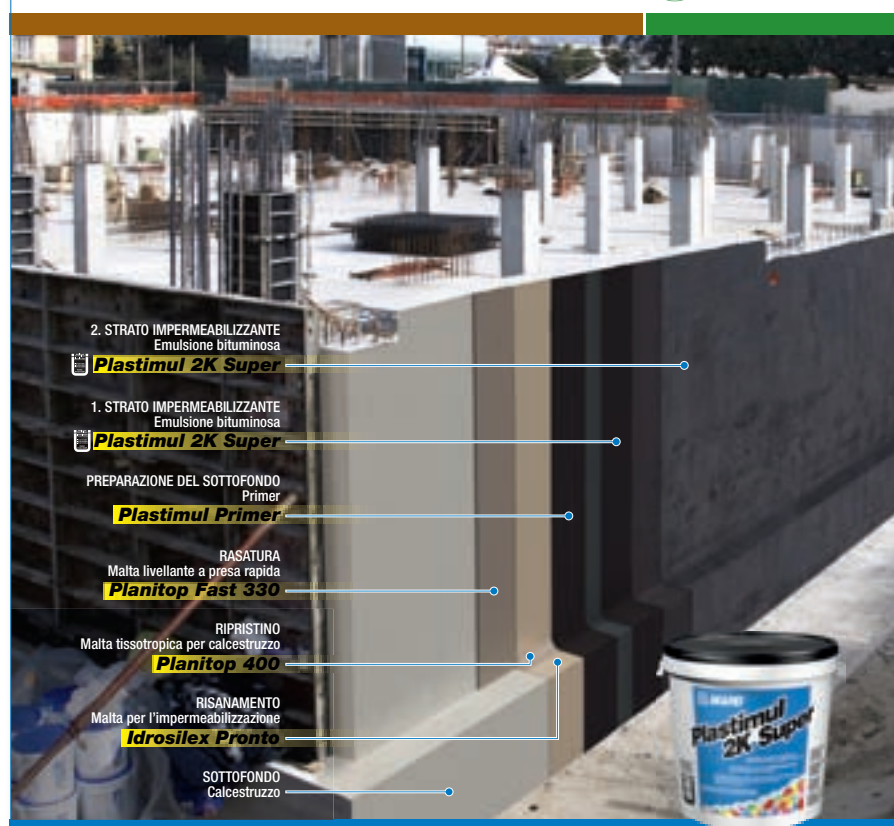 2. STRATO IMPERMEABILIZZANTE
Emulsione bituminosa
Plastimul 2K Super
1. STRATO IMPERMEABILIZZANTE
Emulsione bituminosa
Plastimul 2K Super
PREPARAZIONE DEL SOTTOFONDO
Primer
Plastimul Primer
RASATURA
Malta livellante a presa rapida
Planitop Fast 330
RIPRISTINO
Malta tissotropica per calcestruzzo
Planitop 400
RISANAMENTO
Malta per l'impermeabilizzazione
Idrosilex Pronto
SOTTOFONDO
Calcestruzzo
MAPEI
Plastimul
2K Super